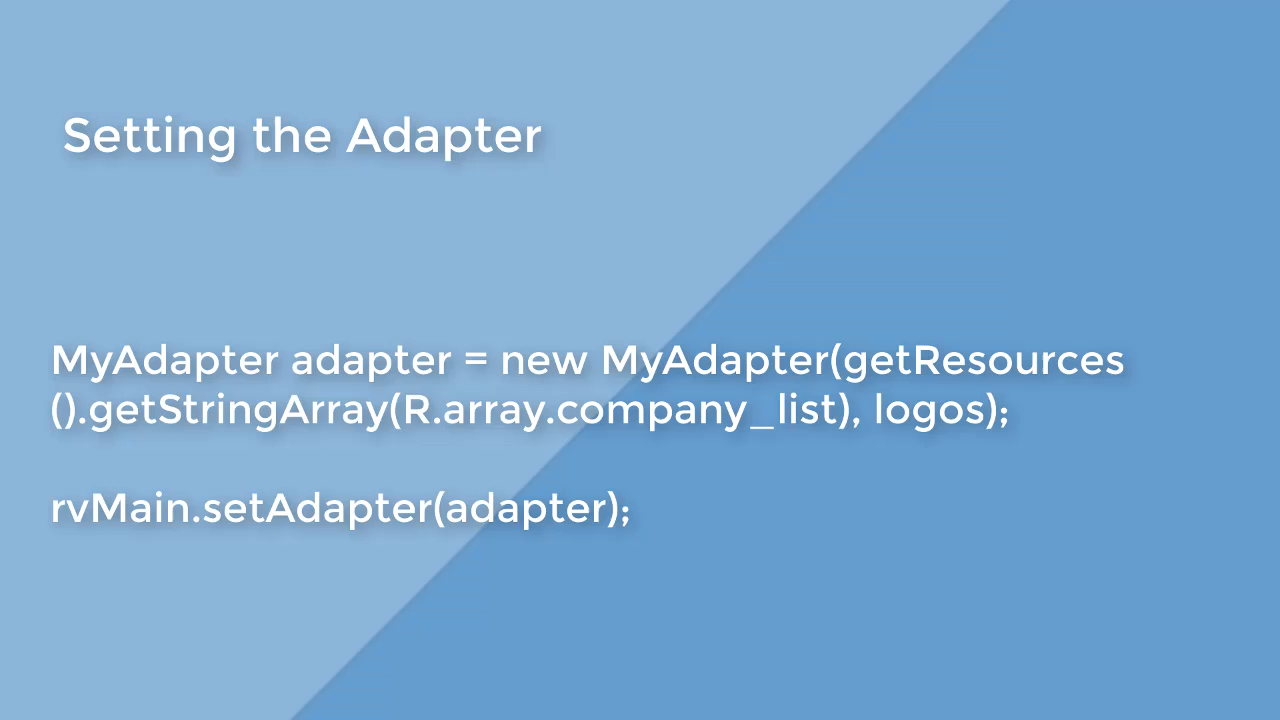 Setting the Adapter
MyAdapter adapter = new MyAdapter(getResources
().getStringArray(R.array.company_list), logos);
rvMain.setAdapter(adapter);